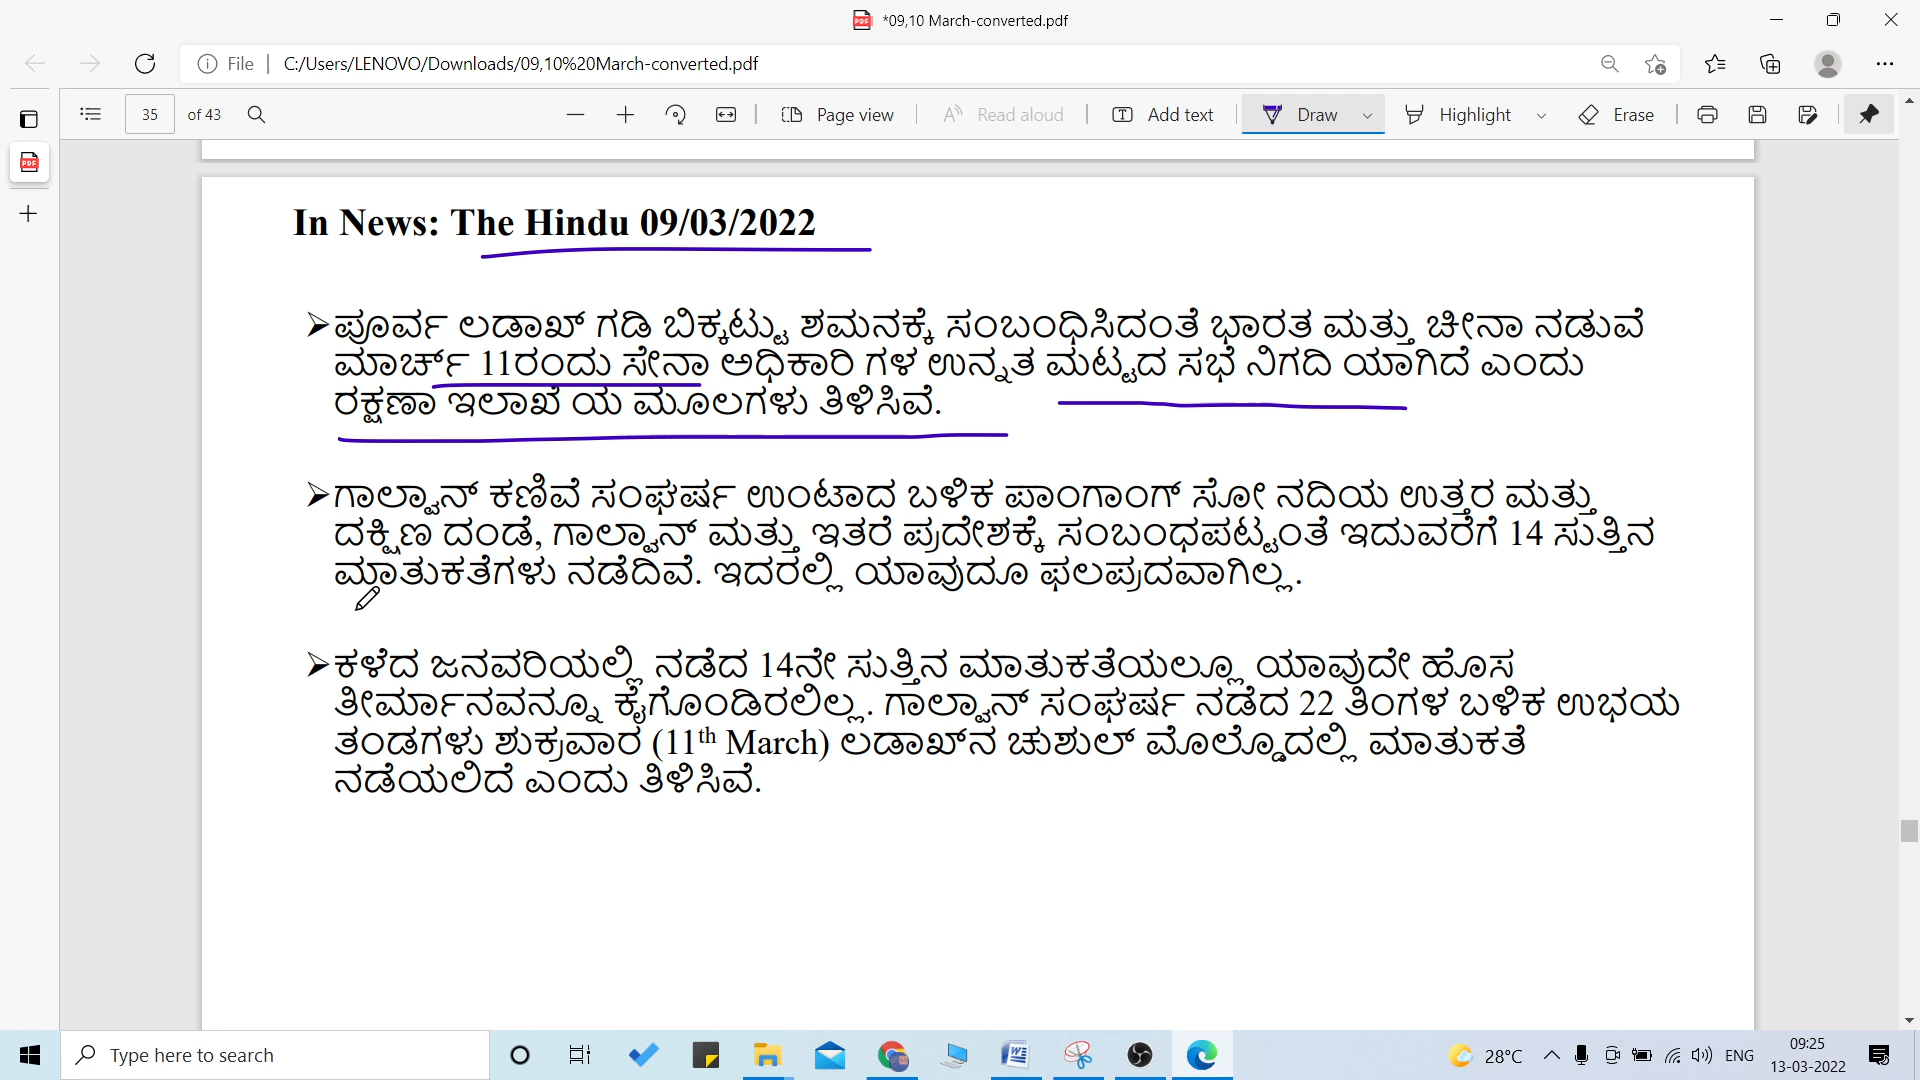 *09,10 March-converted.pdf
File
C:/Users/LENOVO/Downloads/09,10%20March-converted.pdf
35 of 43
Page view
Read aloud
Add text
Draw
Highlight
Erase
In News: The Hindu 09/03/2022
➢ಪೂರ್ವ ಲಡಾಖ್ ಗಡಿ ಬಿಕ್ಕಟ್ಟು ಶಮನಕ್ಕೆ ಸಂಬಂಧಿಸಿದಂತೆ ಭಾರತ ಮತ್ತು ಚೀನಾ ನಡುವೆ
ಮಾರ್ಚ್ 11ರಂದು ಸೇನಾ ಅಧಿಕಾರಿ ಗಳ ಉನ್ನತ ಮಟ್ಟದ ಸಭೆ ನಿಗದಿ ಯಾಗಿದೆ ಎಂದು
ರಕ್ಷಣಾ ಇಲಾಖೆ ಯ ಮೂಲಗಳು ತಿಳಿಸಿವೆ.
➢ಗಾಲ್ವಾನ್ ಕಣಿವೆ ಸಂಘರ್ಷ ಉಂಟಾದ ಬಳಿಕ ಪಾಂಗಾಂಗ್ ಸೋ ನದಿಯ ಉತ್ತರ ಮತ್ತು
ದಕ್ಷಿಣ ದಂಡೆ, ಗಾಲ್ವಾನ್ ಮತ್ತು ಇತರೆ ಪ್ರದೇಶಕ್ಕೆ ಸಂಬಂಧಪಟ್ಟಂತೆ ಇದುವರೆಗೆ 14 ಸುತ್ತಿನ
ಮಾತುಕತೆಗಳು ನಡೆದಿವೆ. ಇದರಲ್ಲಿ ಯಾವುದೂ ಫಲಪ್ರದವಾಗಿಲ್ಲ.
➢ಕಳೆದ ಜನವರಿಯಲ್ಲಿ ನಡೆದ 14ನೇ ಸುತ್ತಿನ ಮಾತುಕತೆಯಲ್ಲೂ ಯಾವುದೇ ಹೊಸ
ತೀರ್ಮಾನವನ್ನೂ ಕೈಗೊಂಡಿರಲಿಲ್ಲ. ಗಾಲ್ವಾನ್ ಸಂಘರ್ಷ ನಡೆದ 22 ತಿಂಗಳ ಬಳಿಕ ಉಭಯ
ತಂಡಗಳು ಶುಕ್ರವಾರ (11th March) ಲಡಾಖ್‌ನ ಚುಶುಲ್ ಮೊಲ್ಡೊದಲ್ಲಿ ಮಾತುಕತೆ
ನಡೆಯಲಿದೆ ಎಂದು ತಿಳಿಸಿವೆ.
Type here to search
28°C
ENG
09:25
13-03-2022